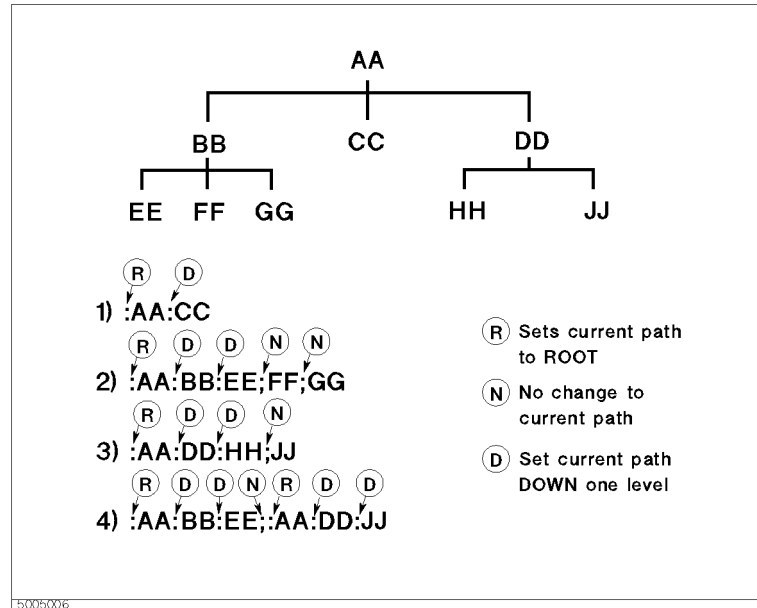 AA
BB CC DD
EE FF GG HH JJ
R D
1) :AA:CC
R D D N N
2) :AA:BB:EE;FF;GG
R D D N
3) :AA:DD:HH;JJ
R D D N R D D
4) :AA:BB:EE;:AA:DD:JJ
R Sets current path
to ROOT
N No change to
current path
D Set current path
DOWN one level
5005006